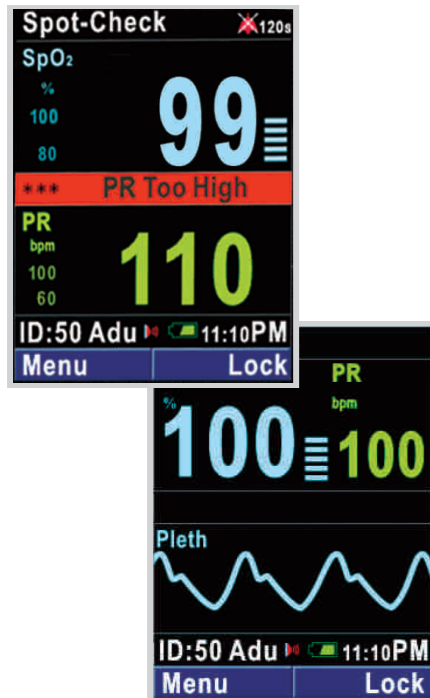 Spot-Check 120s
SpO2
%
100
99
80
*** PR Too High
PR
bpm
110
100
60
ID:50 Adu 11:10PM
Menu Lock
PR
% bpm
100 100
Pleth
ID:50 Adu 11:10PM
Menu Lock